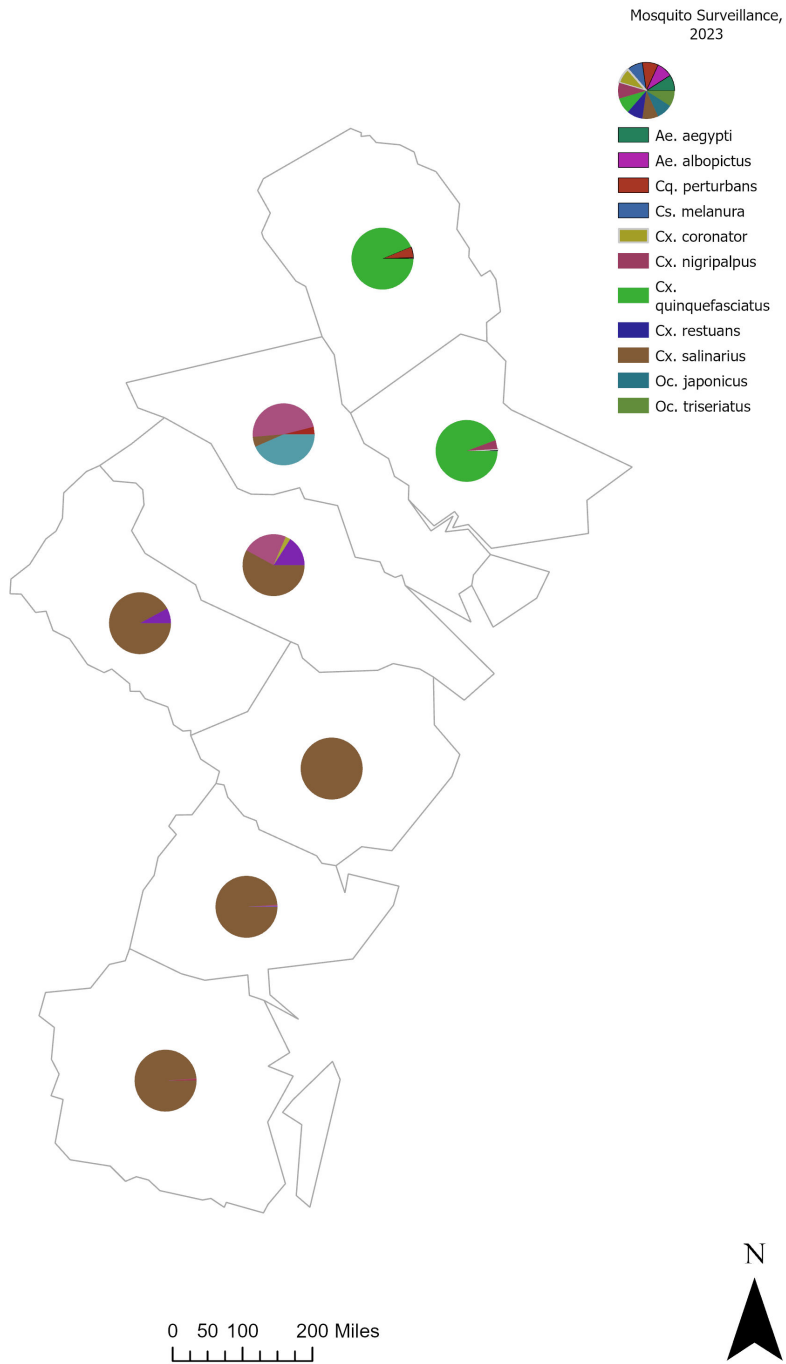 Mosquito Surveillance,
2023
Ae. aegypti
Ae. albopictus
Cq. perturbans
Cs. melanura
Cx. coronator
Cx. nigripalpus
Cx.
quinquefasciatus
Cx. restuans
Cx. salinarius
Oc. japonicus
Oc. triseriatus
N
0 50 100 200 Miles